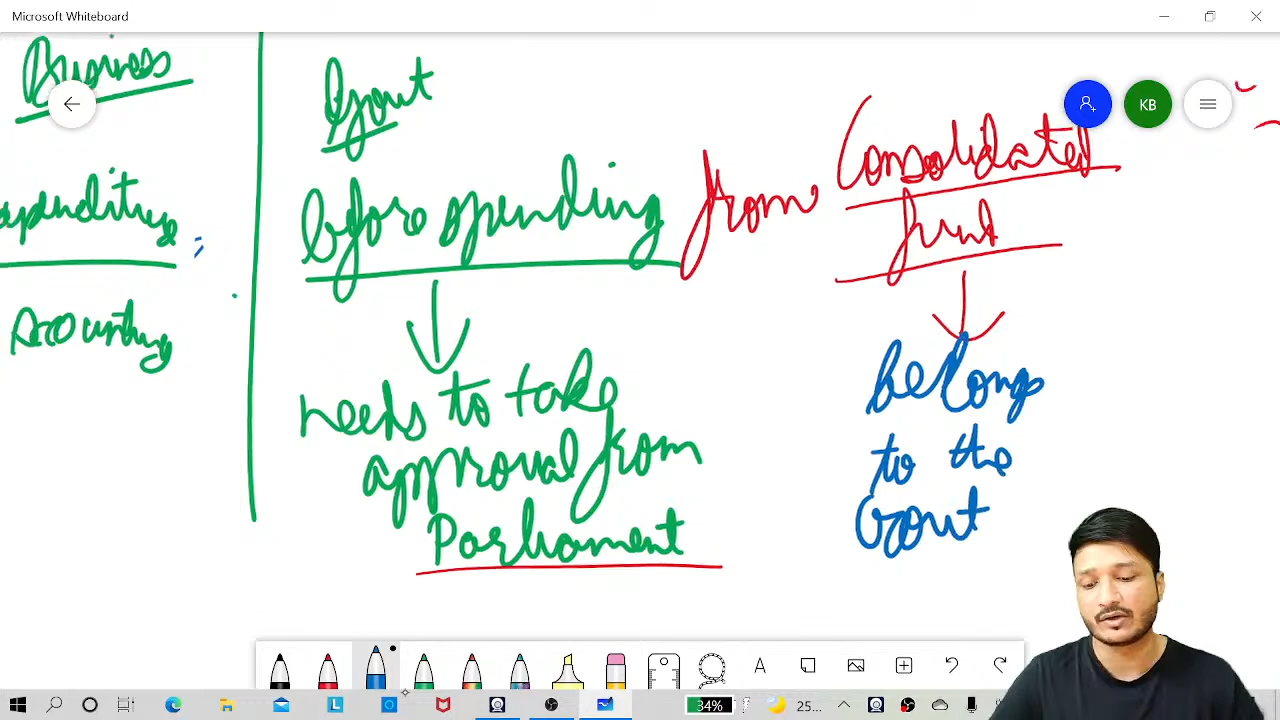 Microsoft Whiteboard
Business
Govt
Consolidated
fund
from
before spending
KB
Accounting
needs to take
approval from
Parliament
Belongs
to the
Govt
34%
25...